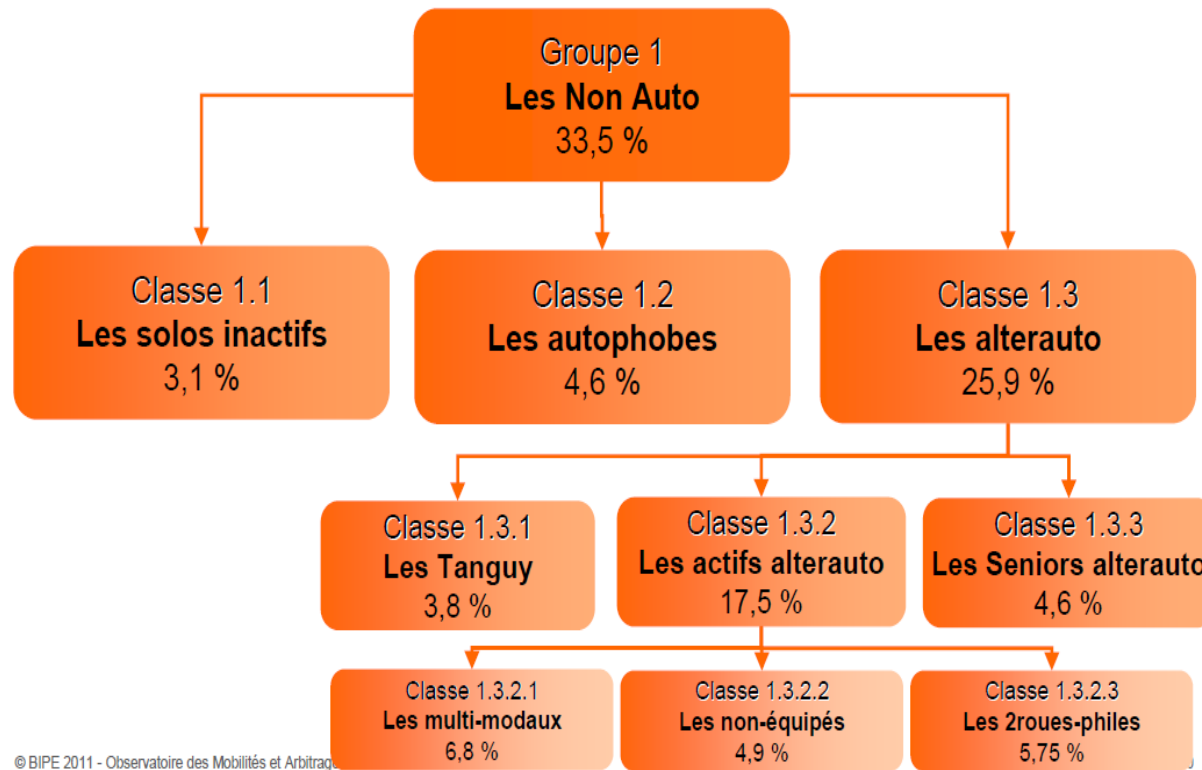 Groupe 1
Les Non Auto
33,5 %
Classe 1.1
Les solos inactifs
3,1 %
Classe 1.2
Les autophobes
4,6 %
Classe 1.3
Les alterauto
25,9 %
Classe 1.3.1
Les Tanguy
3,8 %
Classe 1.3.2
Les actifs alterauto
17,5 %
Classe 1.3.3
Les Seniors alterauto
4,6 %
Classe 1.3.2.1
Les multi-modaux
6,8 %
Classe 1.3.2.2
Les non-équipés
4,9 %
Classe 1.3.2.3
Les 2roues-philes
5,75 %
© BIPE 2011 - Observatoire des Mobilités et Arbitrag